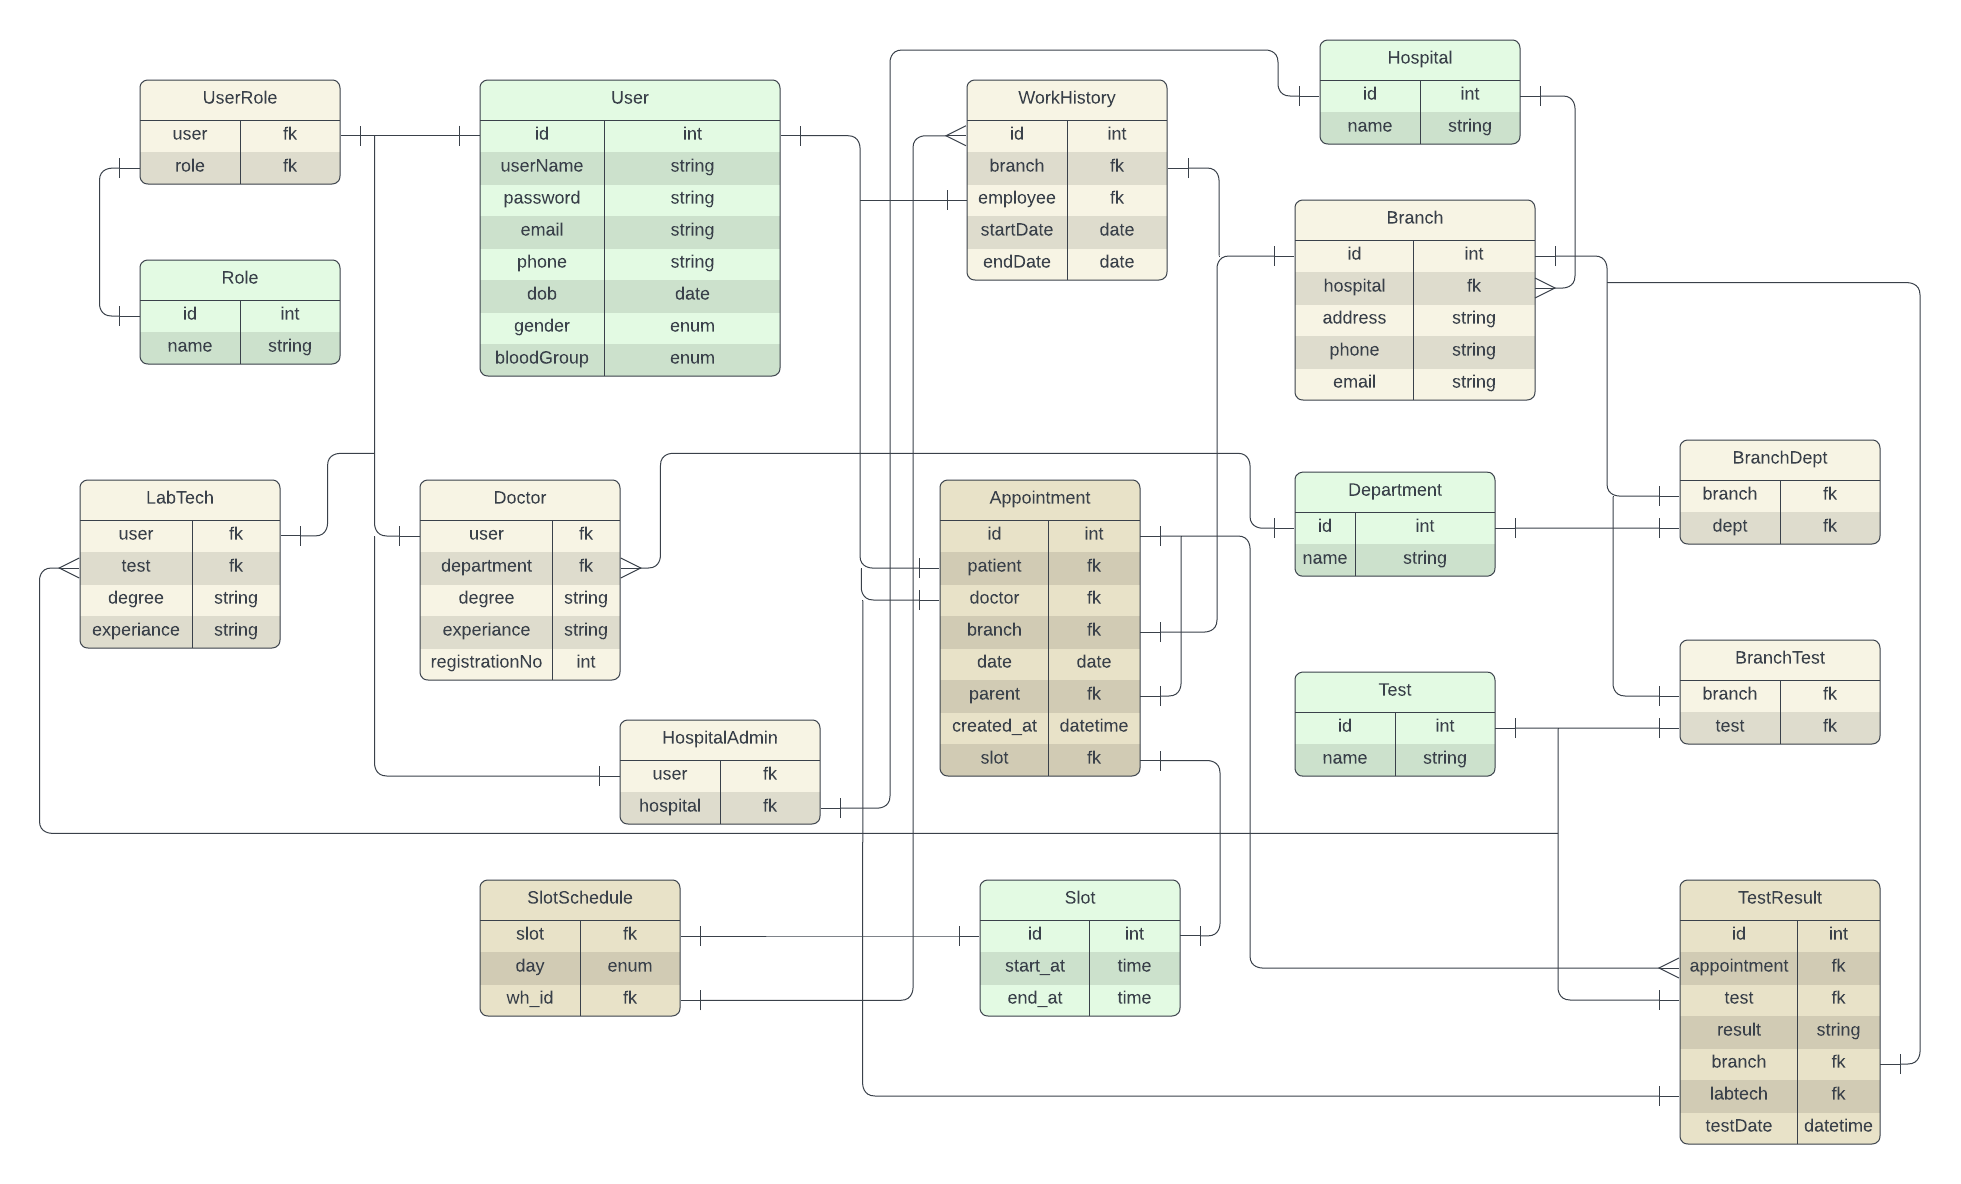 UserRole
user fk
role fk
Role
id int
name string
User
id int
userName string
password string
email string
phone string
dob date
gender enum
bloodGroup enum
WorkHistory
id int
branch fk
employee fk
startDate date
endDate date
Hospital
id int
name string
Branch
id int
hospital fk
address string
phone string
email string
LabTech
user fk
test fk
degree string
experiance string
Doctor
user fk
department fk
degree string
experiance string
registrationNo int
HospitalAdmin
user fk
hospital fk
Appointment
id int
patient fk
doctor fk
branch fk
date date
parent fk
created_at datetime
slot fk
Department
id int
name string
BranchDept
branch fk
dept fk
Test
id int
name string
BranchTest
branch fk
test fk
SlotSchedule
slot fk
day enum
wh_id fk
Slot
id int
start_at time
end_at time
TestResult
id int
appointment fk
test fk
result string
branch fk
labtech fk
testDate datetime